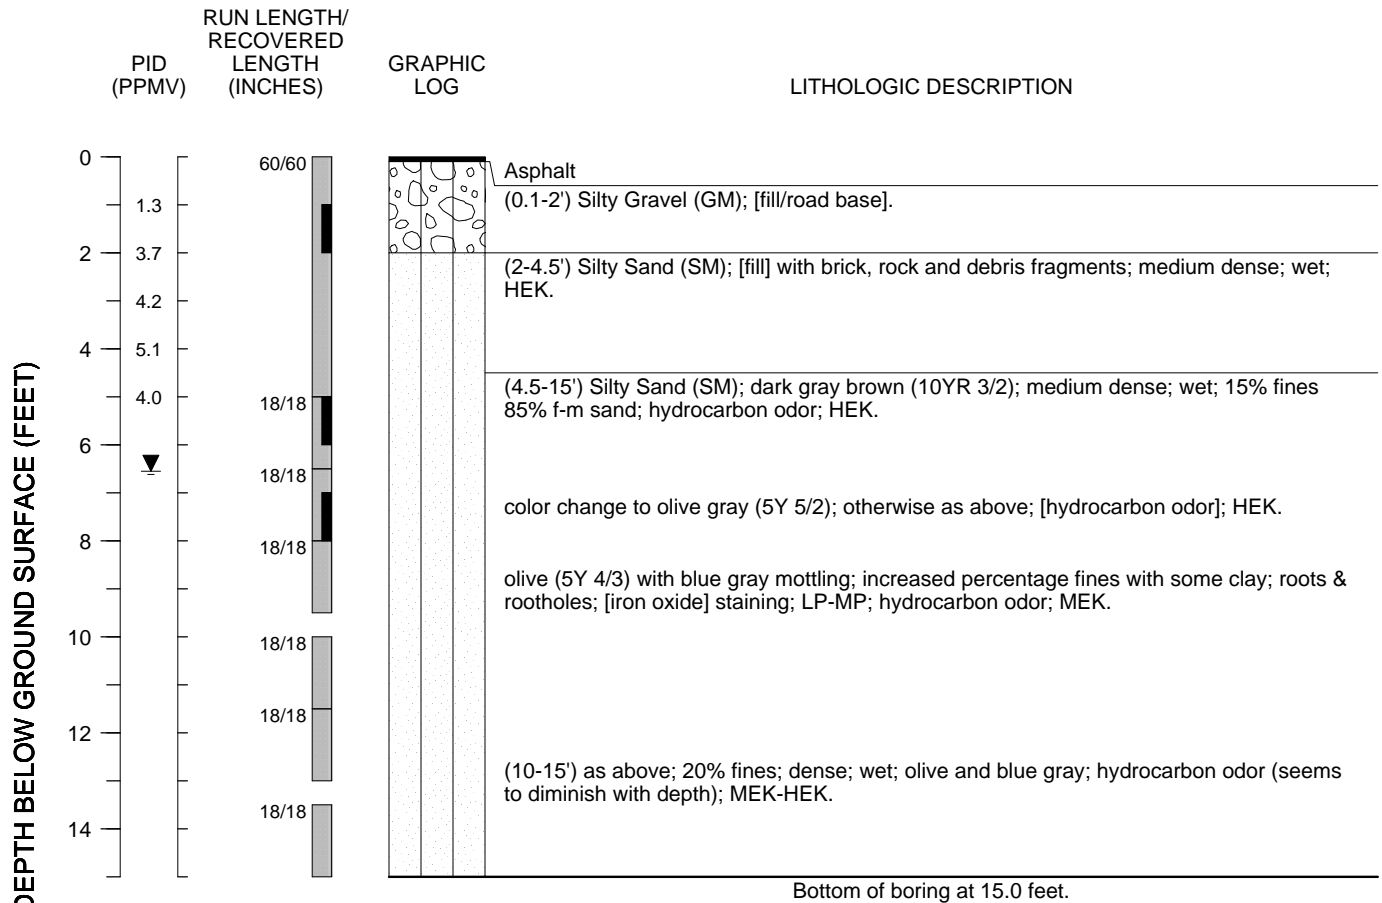 RUN LENGTH/
RECOVERED
PID LENGTH GRAPHIC
(PPMV) (INCHES) LOG LITHOLOGIC DESCRIPTION
DEPTH BELOW GROUND SURFACE (FEET)
0 60/60
Asphalt
(0.1-2') Silty Gravel (GM); [fill/road base].
1.3
2 3.7
(2-4.5') Silty Sand (SM); [fill] with brick, rock and debris fragments; medium dense; wet;
HEK.
4.2
4 5.1
(4.5-15') Silty Sand (SM); dark gray brown (10YR 3/2); medium dense; wet; 15% fines
4.0 18/18
85% f-m sand; hydrocarbon odor; HEK.
6
18/18
color change to olive gray (5Y 5/2); otherwise as above; [hydrocarbon odor]; HEK.
8 18/18
olive (5Y 4/3) with blue gray mottling; increased percentage fines with some clay; roots &
rootholes; [iron oxide] staining; LP-MP; hydrocarbon odor; MEK.
10 18/18
18/18
12
(10-15') as above; 20% fines; dense; wet; olive and blue gray; hydrocarbon odor (seems
to diminish with depth); MEK-HEK.
18/18
14
Bottom of boring at 15.0 feet.